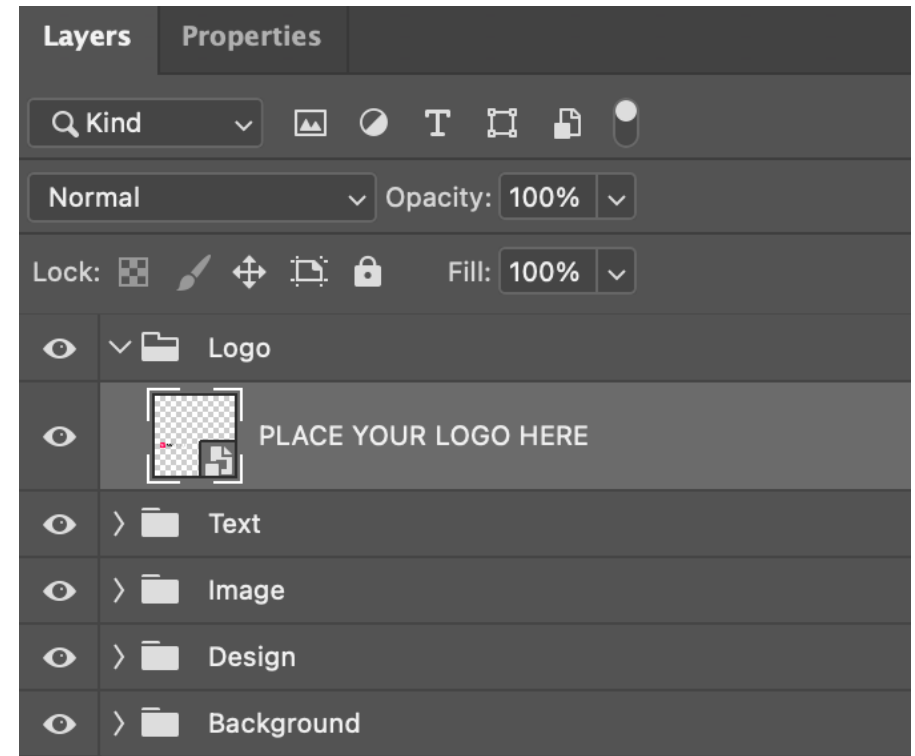 Layers Properties
Kind
Normal Opacity: 100%
Lock: Fill: 100%
Logo
PLACE YOUR LOGO HERE
Text
Image
Design
Background